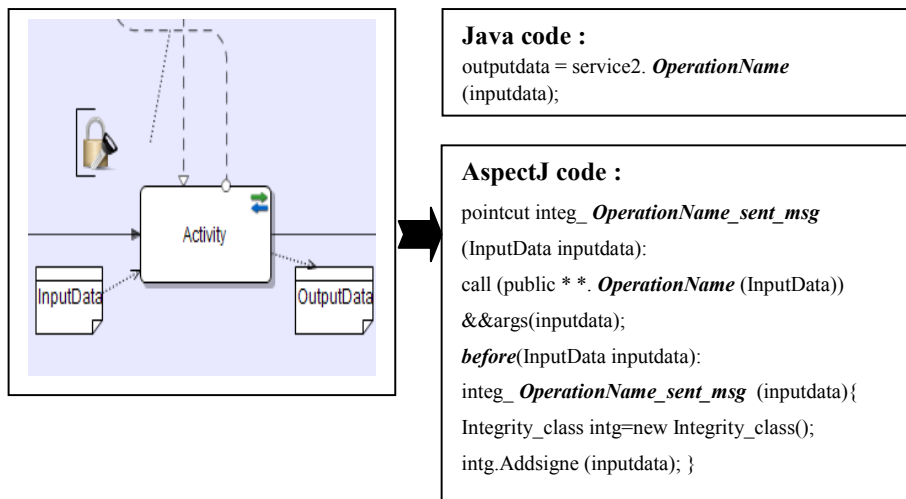 Activity
InputData
OutputData
Java code :
outputdata = service2. OperationName
(inputdata);
AspectJ code :
pointcut integ_ OperationName_sent_msg
(InputData inputdata):
call (public * *. OperationName (InputData))
&&args(inputdata);
before(InputData inputdata):
integ_ OperationName_sent_msg (inputdata){
Integrity_class intg=new Integrity_class();
intg.Addsigne (inputdata); }